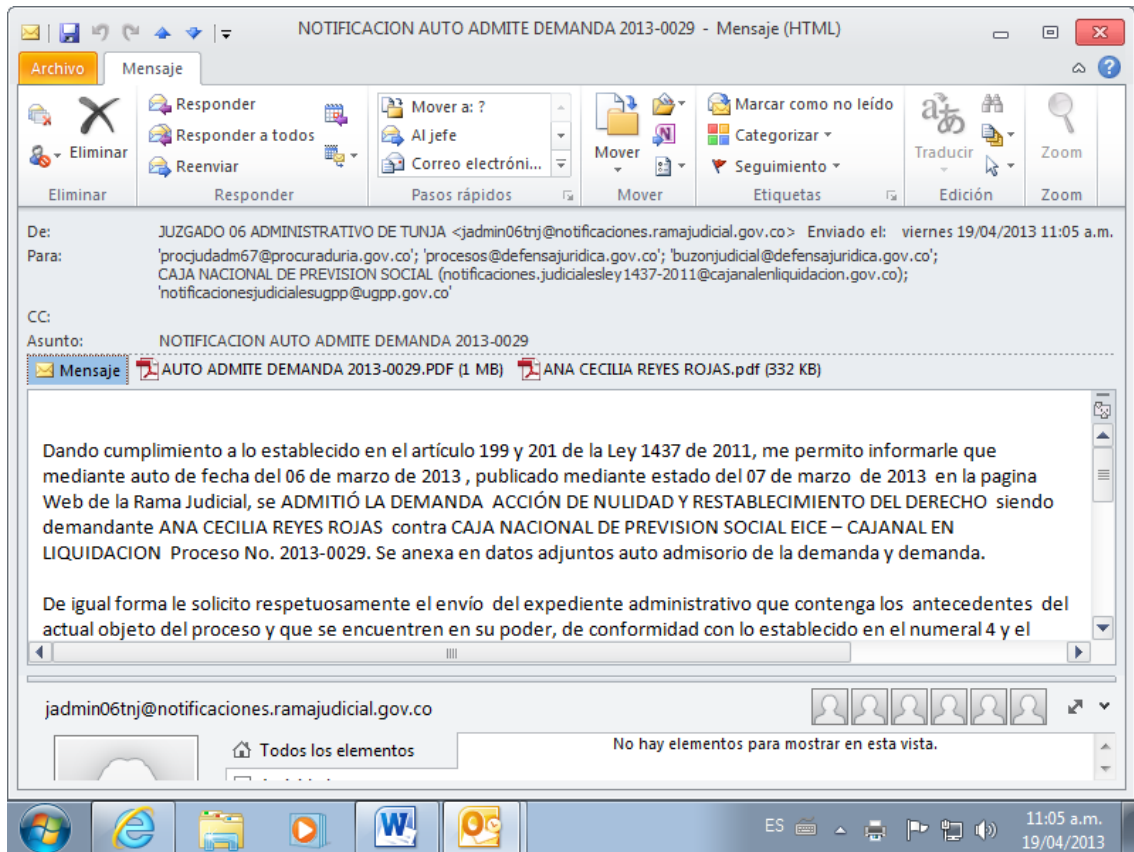 NOTIFICACION AUTO ADMITE DEMANDA 2013-0029 - Mensaje (HTML)
Archivo Mensaje
Eliminar
Responder
Responder a todos
Reenviar
Mover a: ?
Al jefe
Correo electróni...
Mover
Marcar como no leído
Categorizar
Seguimiento
Traducir
Zoom
Eliminar Responder Pasos rápidos Mover Etiquetas Edición Zoom
De: JUZGADO 06 ADMINISTRATIVO DE TUNJA <jadmin06tnj@notificaciones.ramajudicial.gov.co> Enviado el: viernes 19/04/2013 11:05 a.m.
Para: 'procjudadm67@procuraduria.gov.co'; 'procesos@defensajuridica.gov.co'; 'buzonjudicial@defensajuridica.gov.co';
CAJA NACIONAL DE PREVISION SOCIAL (notificaciones.judicialesley1437-2011@cajanalenliquidacion.gov.co);
'notificacionesjudicialesugpp@ugpp.gov.co'
CC:
Asunto: NOTIFICACION AUTO ADMITE DEMANDA 2013-0029
Mensaje AUTO ADMITE DEMANDA 2013-0029.PDF (1 MB) ANA CECILIA REYES ROJAS.pdf (332 KB)
Dando cumplimiento a lo establecido en el artículo 199 y 201 de la Ley 1437 de 2011, me permito informarle que
mediante auto de fecha del 06 de marzo de 2013 , publicado mediante estado del 07 de marzo de 2013 en la pagina
Web de la Rama Judicial, se ADMITIÓ LA DEMANDA ACCIÓN DE NULIDAD Y RESTABLECIMIENTO DEL DERECHO siendo
demandante ANA CECILIA REYES ROJAS contra CAJA NACIONAL DE PREVISION SOCIAL EICE – CAJANAL EN
LIQUIDACION Proceso No. 2013-0029. Se anexa en datos adjuntos auto admisorio de la demanda y demanda.
De igual forma le solicito respetuosamente el envío del expediente administrativo que contenga los antecedentes del
actual objeto del proceso y que se encuentren en su poder, de conformidad con lo establecido en el numeral 4 y el
jadmin06tnj@notificaciones.ramajudicial.gov.co
Todos los elementos
No hay elementos para mostrar en esta vista.
ES
11:05 a.m.
19/04/2013